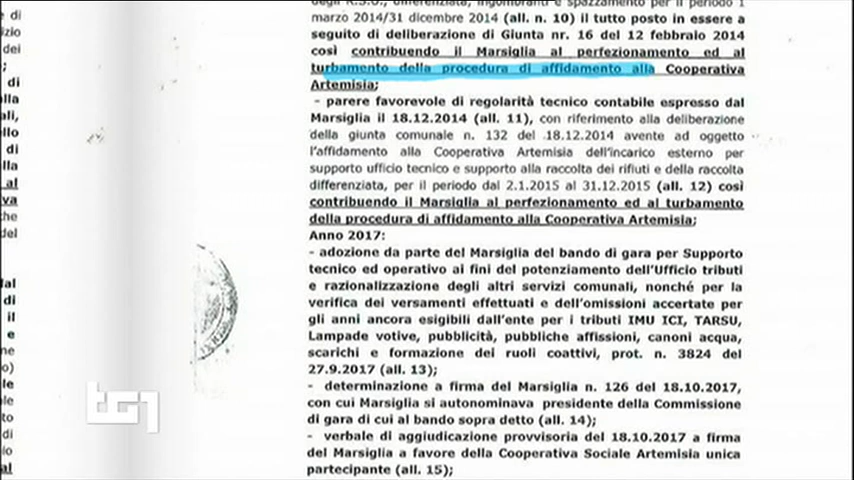 degli R.S.U., differenziata, ingombranti e spazzamento per il periodo 1
marzo 2014/31 dicembre 2014 (all. n. 10) il tutto posto in essere a
seguito di deliberazione di Giunta nr. 16 del 12 febbraio 2014
così contribuendo il Marsiglia al perfezionamento ed al
turbamento della procedura di affidamento alla Cooperativa
Artemisia;
- parere favorevole di regolarità tecnico contabile espresso dal
Marsiglia il 18.12.2014 (all. 11), con riferimento alla deliberazione
della giunta comunale n. 132 del 18.12.2014 avente ad oggetto
l'affidamento alla Cooperativa Artemisia dell'incarico esterno per
supporto ufficio tecnico e supporto alla raccolta dei rifiuti e della raccolta
differenziata, per il periodo dal 2.1.2015 al 31.12.2015 (all. 12) così
contribuendo il Marsiglia al perfezionamento ed al turbamento
della procedura di affidamento alla Cooperativa Artemisia;
Anno 2017:
- adozione da parte del Marsiglia del bando di gara per Supporto
tecnico ed operativo ai fini del potenziamento dell'Ufficio tributi
e razionalizzazione degli altri servizi comunali, nonché per la
verifica dei versamenti effettuati e dell'omissioni accertate per
gli anni ancora esigibili dall'ente per i tributi IMU ICI, TARSU,
Lampade votive, pubblicità, pubbliche affissioni, canoni acqua,
scarichi e formazione dei ruoli coattivi, prot. n. 3824 del
27.9.2017 (all. 13);
- determinazione a firma del Marsiglia n. 126 del 18.10.2017,
con cui Marsiglia si autonominava presidente della Commissione
di gara di cui al bando sopra detto (all. 14);
- verbale di aggiudicazione provvisoria del 18.10.2017 a firma
del Marsiglia a favore della Cooperativa Sociale Artemisia unica
partecipante (all. 15);
tg1